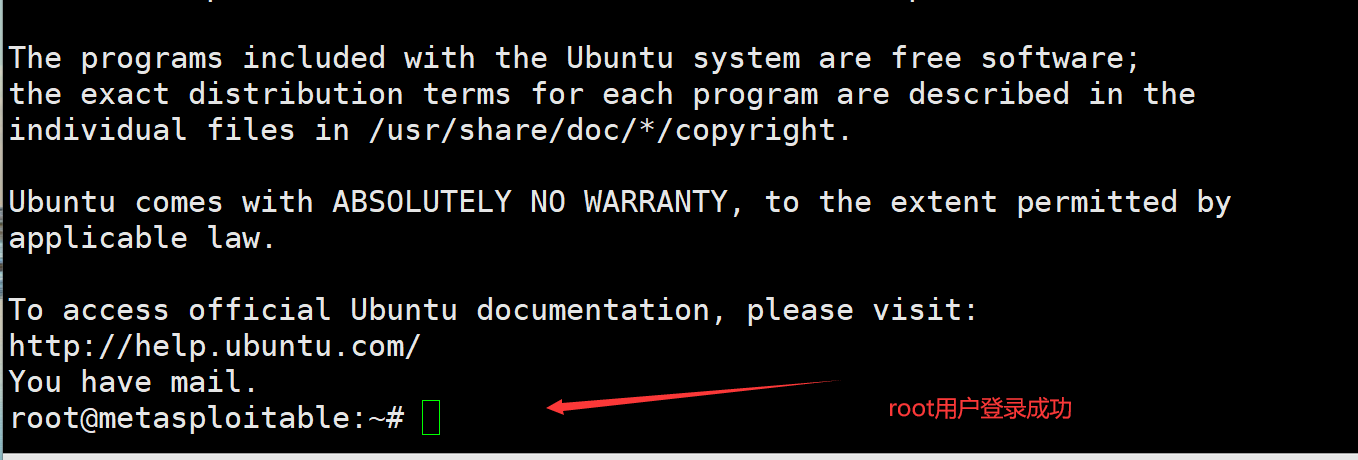 The programs included with the Ubuntu system are free software;
the exact distribution terms for each program are described in the
individual files in /usr/share/doc/*/copyright.
Ubuntu comes with ABSOLUTELY NO WARRANTY, to the extent permitted by
applicable law.
To access official Ubuntu documentation, please visit:
http://help.ubuntu.com/
You have mail.
root@metasploitable:~#
root用户登录成功